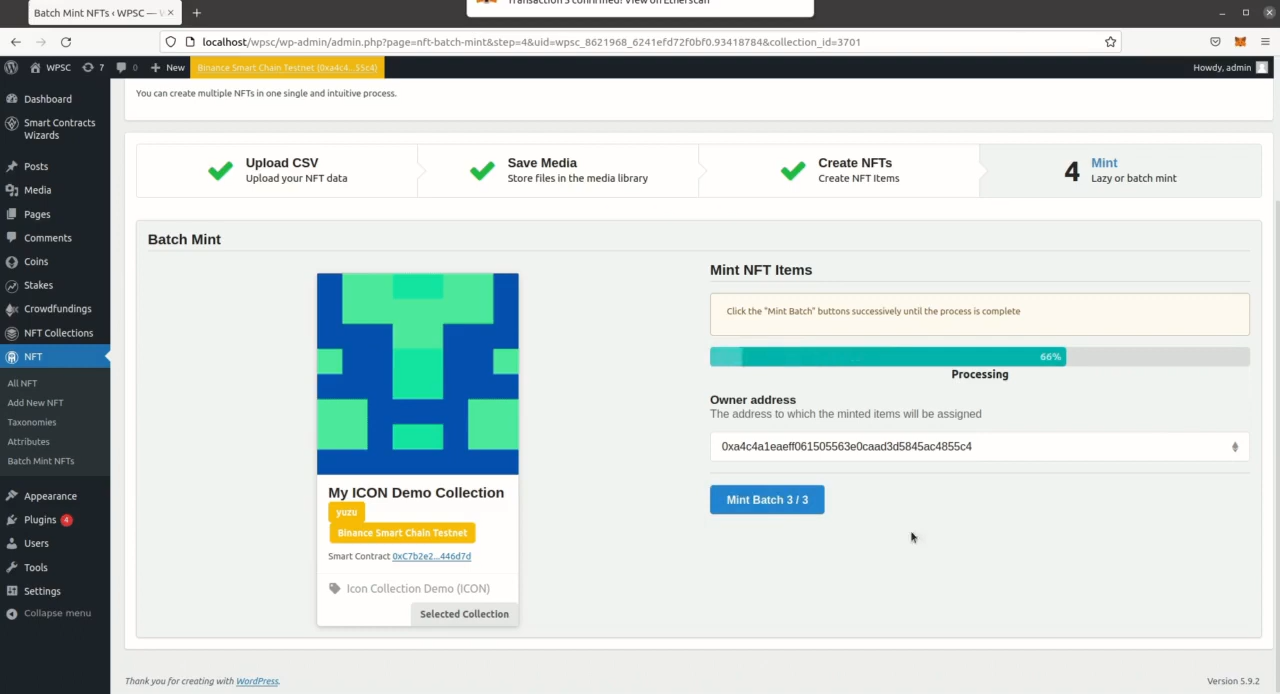 Batch Mint NFTs ‹ WPSC —
Transaction 5 confirmed! View on Etherscan
localhost/wpsc/wp-admin/admin.php?page=nft-batch-mint&step=4&uid=wpsc_8621968_6241efd72f0bf0.93418784&collection_id=3701
WPSC 7 0 New Binance Smart Chain Testnet (0xa4c4...55c4) Howdy, admin
Dashboard
Smart Contracts
Wizards
Posts
Media
Pages
Comments
Coins
Stakes
Crowdfundings
NFT Collections
NFT
All NFT
Add New NFT
Taxonomies
Attributes
Batch Mint NFTs
Appearance
Plugins 4
Users
Tools
Settings
Collapse menu
You can create multiple NFTs in one single and intuitive process.
Upload CSV
Upload your NFT data
Save Media
Store files in the media library
Create NFTs
Create NFT Items
4
Mint
Lazy or batch mint
Batch Mint
My ICON Demo Collection
yuzu
Binance Smart Chain Testnet
Smart Contract 0xC7b2e2...446d7d
Icon Collection Demo (ICON)
Selected Collection
Mint NFT Items
Click the "Mint Batch" buttons successively until the process is complete
66%
Processing
Owner address
The address to which the minted items will be assigned
0xa4c4a1eaeff061505563e0caad3d5845ac4855c4
Mint Batch 3 / 3
Thank you for creating with WordPress.
Version 5.9.2